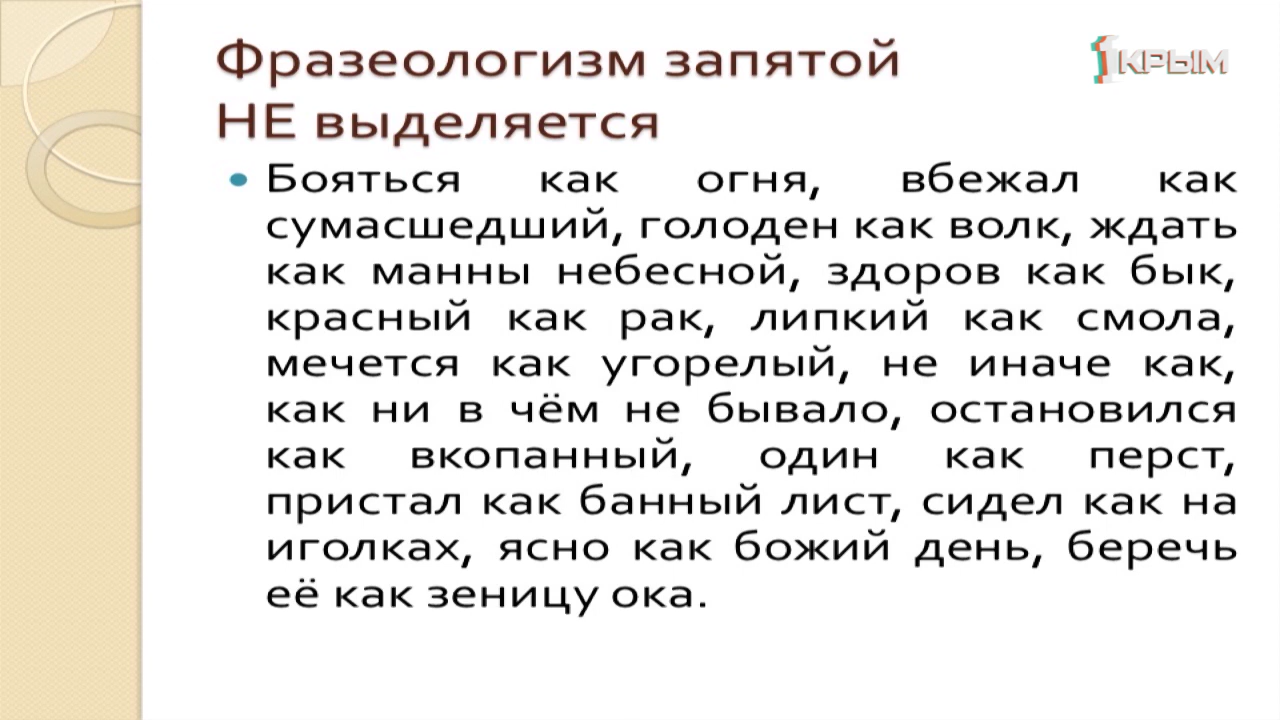 Фразеологизм запятой
НЕ выделяется
1КРЫМ
• Бояться как огня, вбежал как
сумасшедший, голоден как волк, ждать
как манны небесной, здоров как бык,
красный как рак, липкий как смола,
мечется как угорелый, не иначе как,
как ни в чём не бывало, остановился
как вкопанный, один как перст,
пристал как банный лист, сидел как на
иголках, ясно как божий день, беречь
её как зеницу ока.